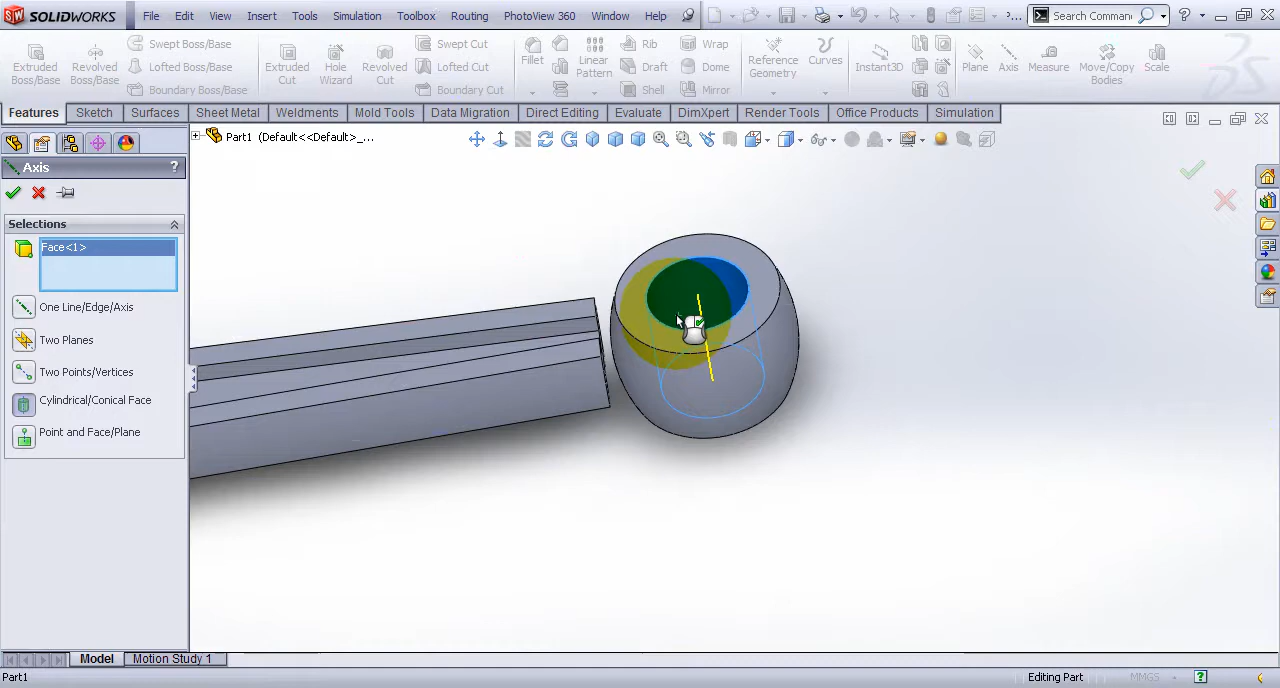 SOLIDWORKS File Edit View Insert Tools Simulation Toolbox Routing PhotoView 360 Window Help Search Comman
Extruded Boss/Base
Revolved Boss/Base
Swept Boss/Base
Lofted Boss/Base
Boundary Boss/Base
Extruded Cut
Hole Wizard
Revolved Cut
Swept Cut
Lofted Cut
Boundary Cut
Fillet
Linear Pattern
Rib
Draft
Shell
Wrap
Dome
Mirror
Reference Geometry
Curves
Instant3D
Plane
Axis
Measure
Move/Copy Bodies
Scale
Features Sketch Surfaces Sheet Metal Weldments Mold Tools Data Migration Direct Editing Evaluate DimXpert Render Tools Office Products Simulation
Part1 (Default<<Default>_...
Axis ?
Selections
Face<1>
One Line/Edge/Axis
Two Planes
Two Points/Vertices
Cylindrical/Conical Face
Point and Face/Plane
Model Motion Study 1
Part1 Editing Part MMGS